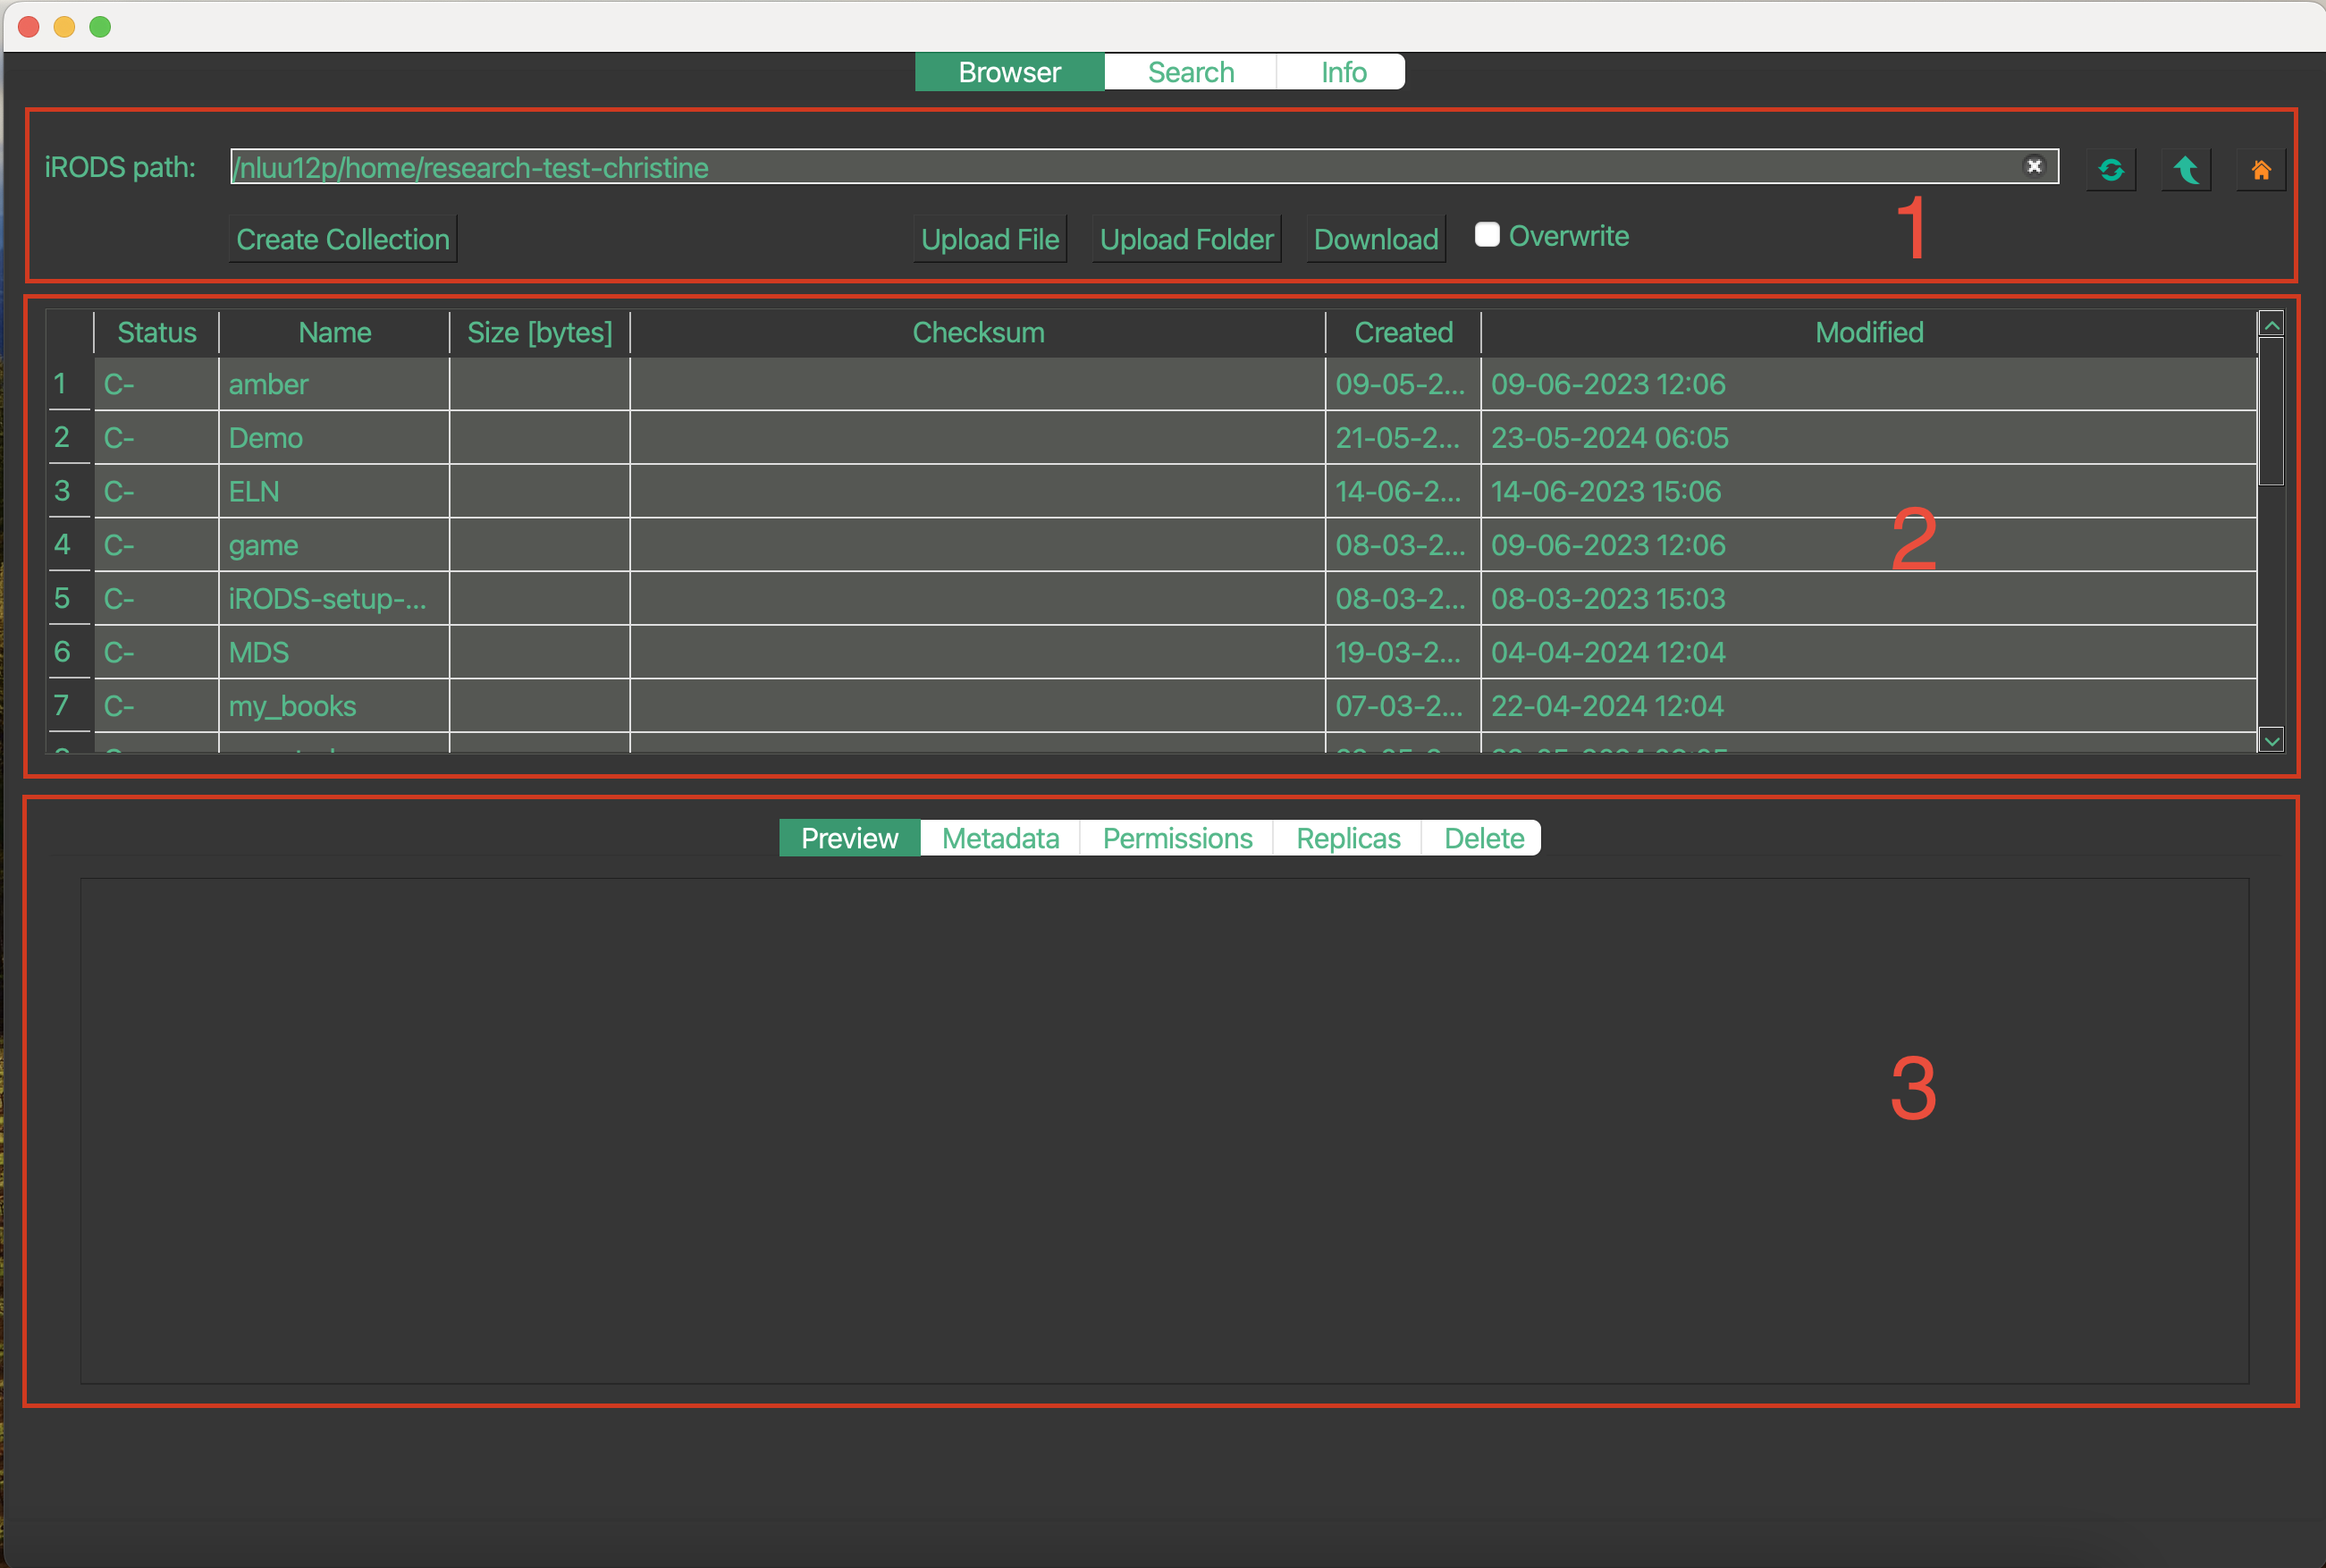 Browser Search Info
iRODS path: /nluu12p/home/research-test-christine
Create Collection Upload File Upload Folder Download Overwrite
1
Status Name Size [bytes] Checksum Created Modified
1 C- amber 09-05-2... 09-06-2023 12:06
2 C- Demo 21-05-2... 23-05-2024 06:05
3 C- ELN 14-06-2... 14-06-2023 15:06
4 C- game 08-03-2... 09-06-2023 12:06
2
5 C- iRODS-setup-... 08-03-2... 08-03-2023 15:03
6 C- MDS 19-03-2... 04-04-2024 12:04
7 C- my_books 07-03-2... 22-04-2024 12:04
Preview Metadata Permissions Replicas Delete
3